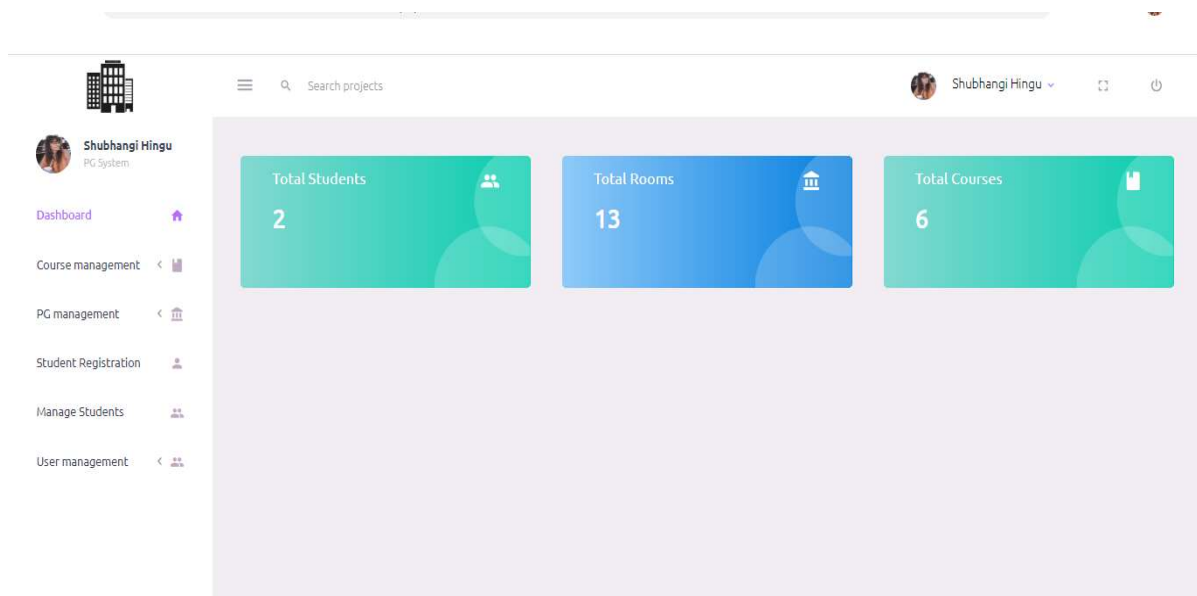 Search projects
Shubhangi Hingu
Shubhangi Hingu
PG System
Dashboard
Course management
PG management
Student Registration
Manage Students
User management
Total Students
2
Total Rooms
13
Total Courses
6